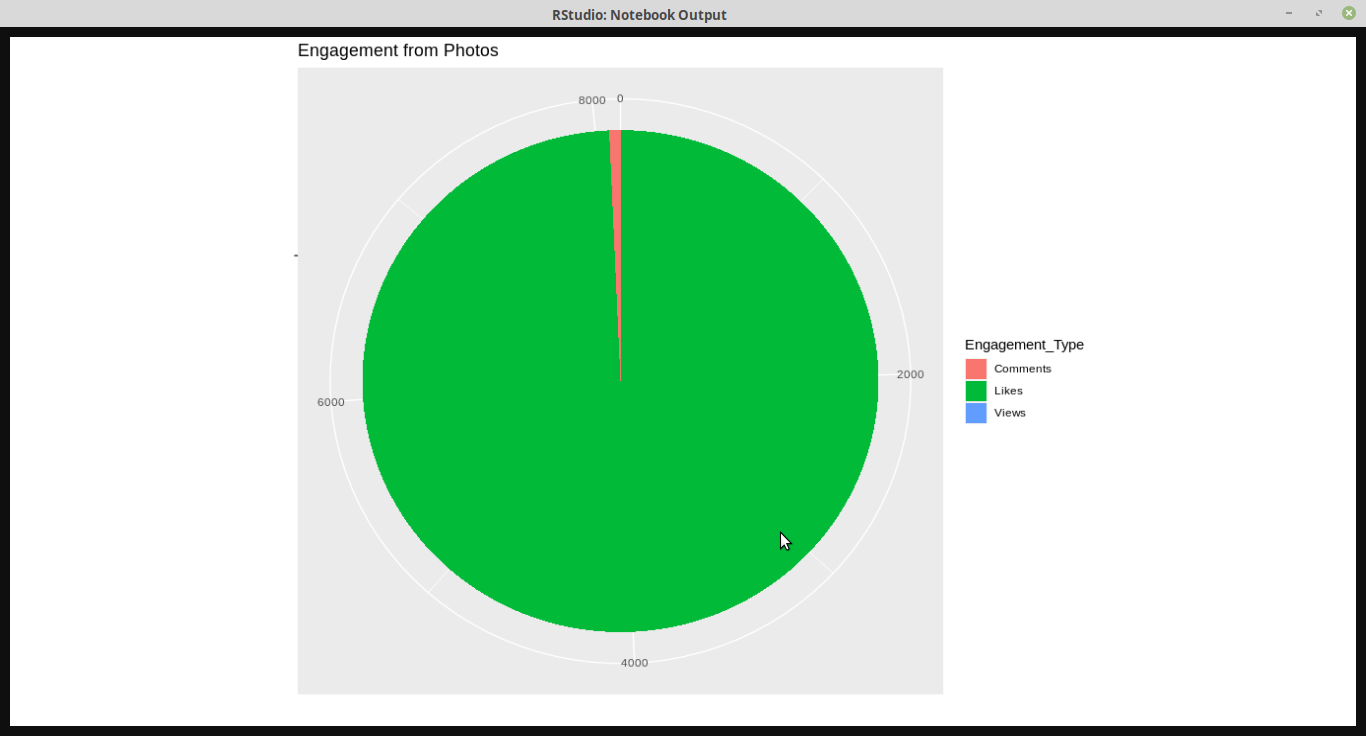 RStudio: Notebook Output
Engagement from Photos
8000
0
2000
6000
4000
Engagement_Type
Comments
Likes
Views